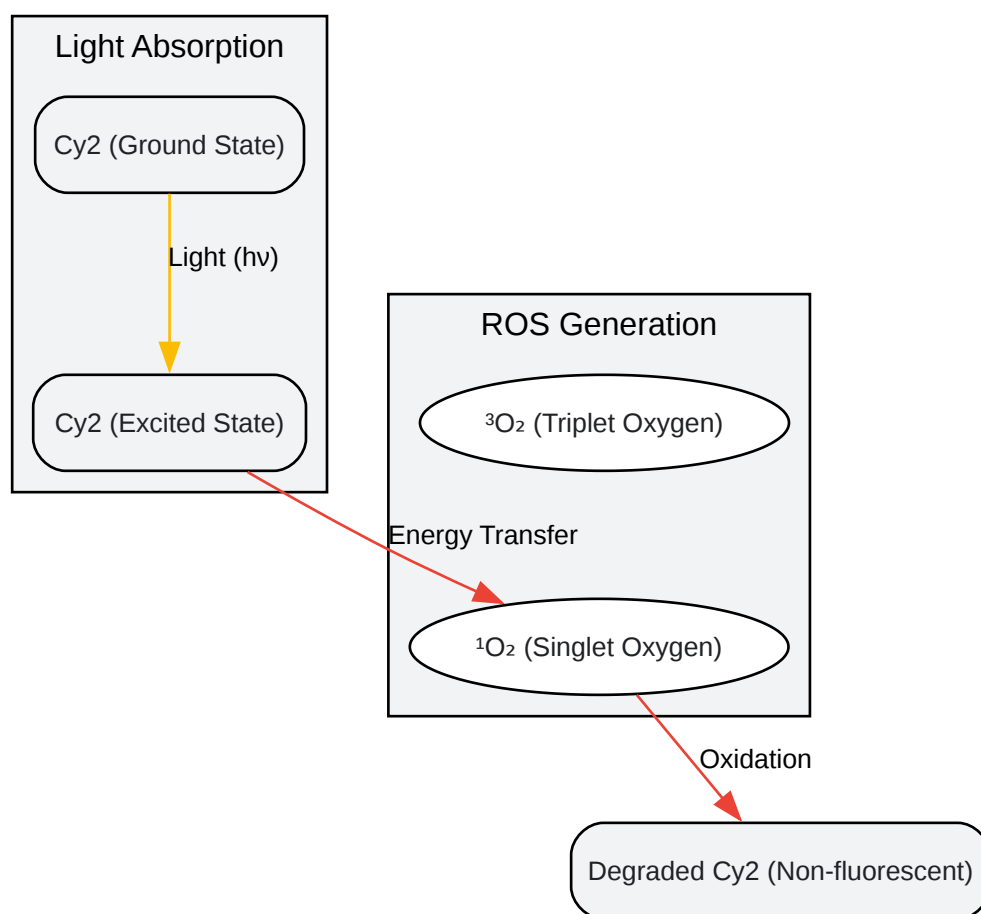 Light Absorption
Cy2 (Ground State)
Light (hν)
Cy2 (Excited State)
ROS Generation
³O₂ (Triplet Oxygen)
Energy Transfer
¹O₂ (Singlet Oxygen)
Oxidation
Degraded Cy2 (Non-fluorescent)